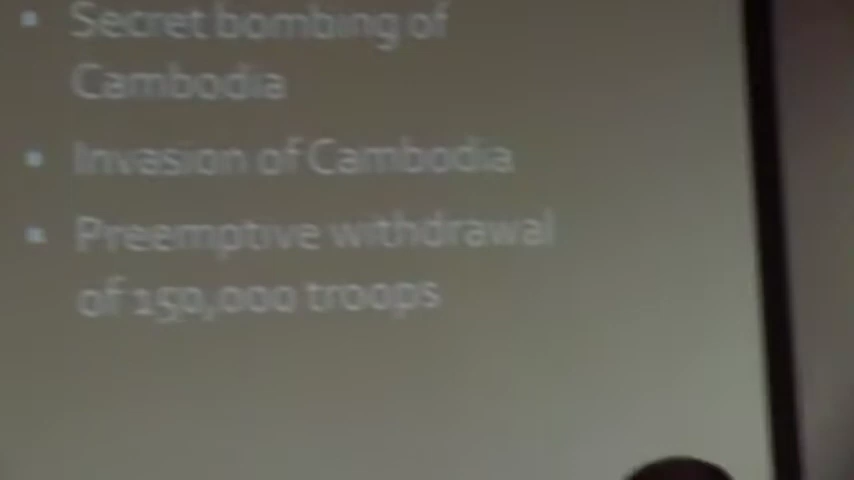 ▪ Secret bombing of
Cambodia
▪ Invasion of Cambodia
▪ Preemptive withdrawal
of 150,000 troops